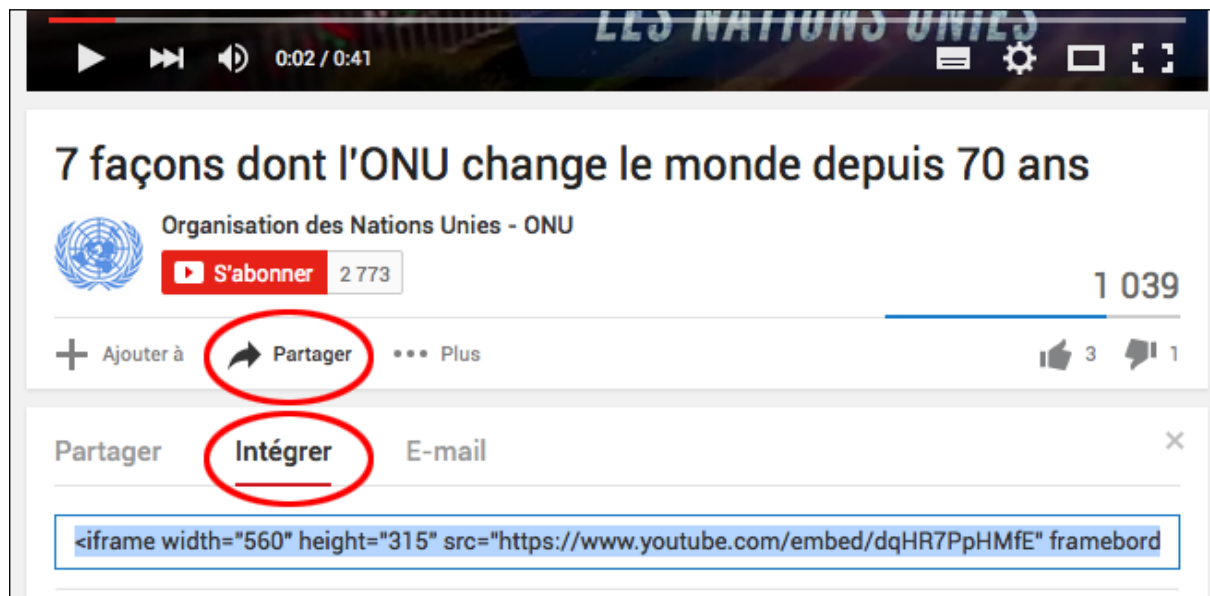 LES NATIONS UNIES
0:02 / 0:41
7 façons dont l'ONU change le monde depuis 70 ans
Organisation des Nations Unies - ONU
S'abonner 2 773
1 039
Ajouter à Partager Plus 3 1
Partager Intégrer E-mail
<iframe width="560" height="315" src="https://www.youtube.com/embed/dqHR7PpHMfE" framebord